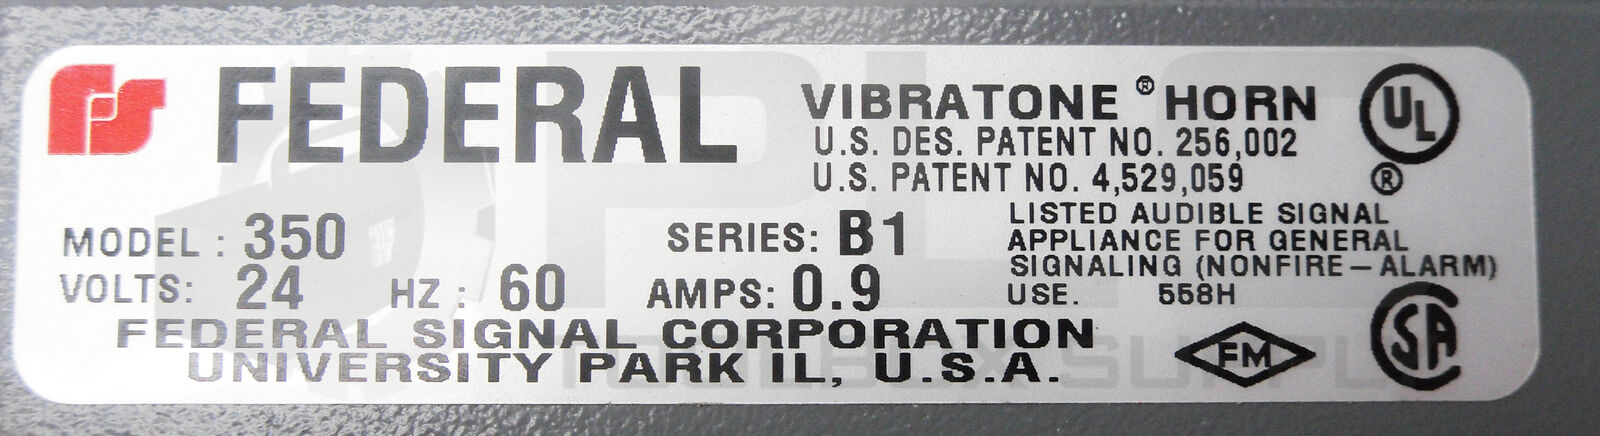 FS FEDERAL
VIBRATONE® HORN
U.S. DES. PATENT NO. 256,002
U.S. PATENT NO. 4,529,059
MODEL: 350 SERIES: B1
VOLTS: 24 HZ: 60 AMPS: 0.9
FEDERAL SIGNAL CORPORATION
UNIVERSITY PARK IL, U.S.A.
LISTED AUDIBLE SIGNAL
APPLIANCE FOR GENERAL
SIGNALING (NONFIRE-ALARM)
USE. 558H
UL
®
FM
SA